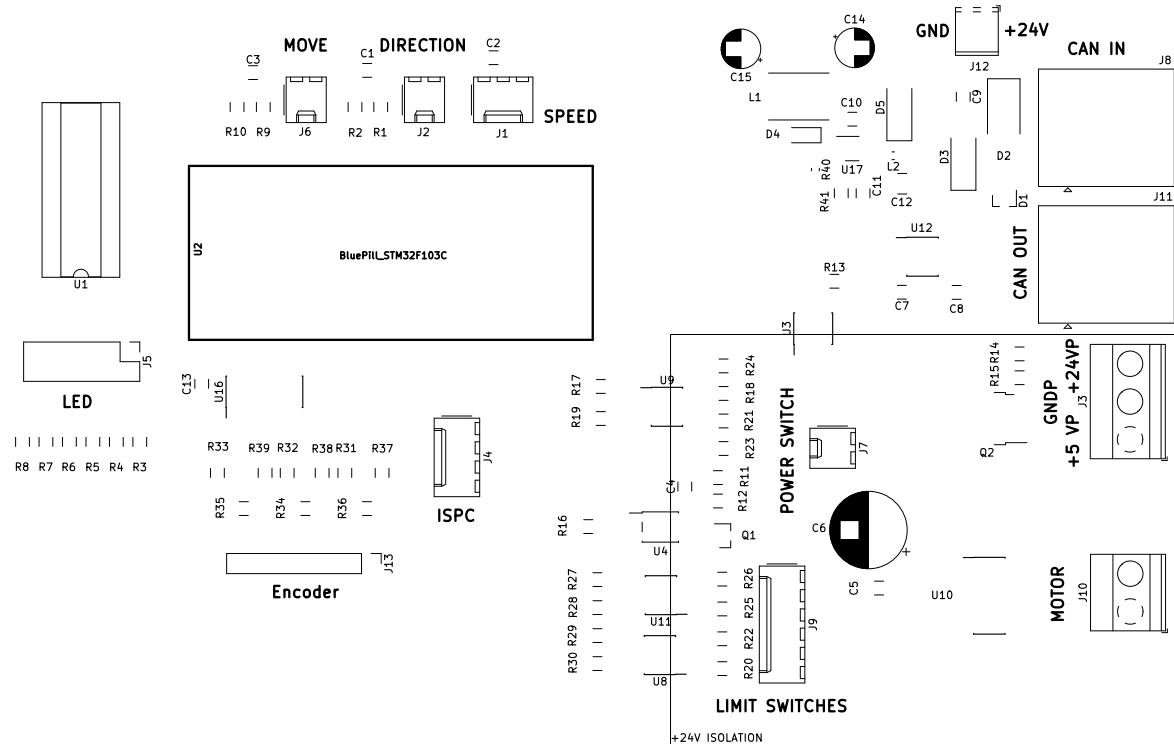 C14
GND
+24V
MOVE
DIRECTION
C2
C1
C3
CAN IN
J8
J12
C15
L1
C9
C10
D5
SPEED
R10
R9
J6
R2
R1
J2
J1
D4
D3
D2
R40
U17
L2
R41
C11
C12
D1
J11
U12
U2
BluePill_STM32F103C
CAN OUT
R13
U1
C7
C8
J3
J5
R14
R15
+24VP
GNDP
+5 VP
J3
R24
U9
C13
U16
R17
R18
LED
R19
R21
POWER SWITCH
J7
R23
Q2
R8
R7
R6
R5
R4
R3
R33
R39
R32
R38
R31
R37
J4
R11
C4
R12
R35
R34
R36
ISPC
R16
U4
Q1
C6
J13
Encoder
R27
R26
C5
U10
MOTOR
J10
R28
R25
U11
R29
R22
J9
R30
R20
U8
LIMIT SWITCHES
+24V ISOLATION